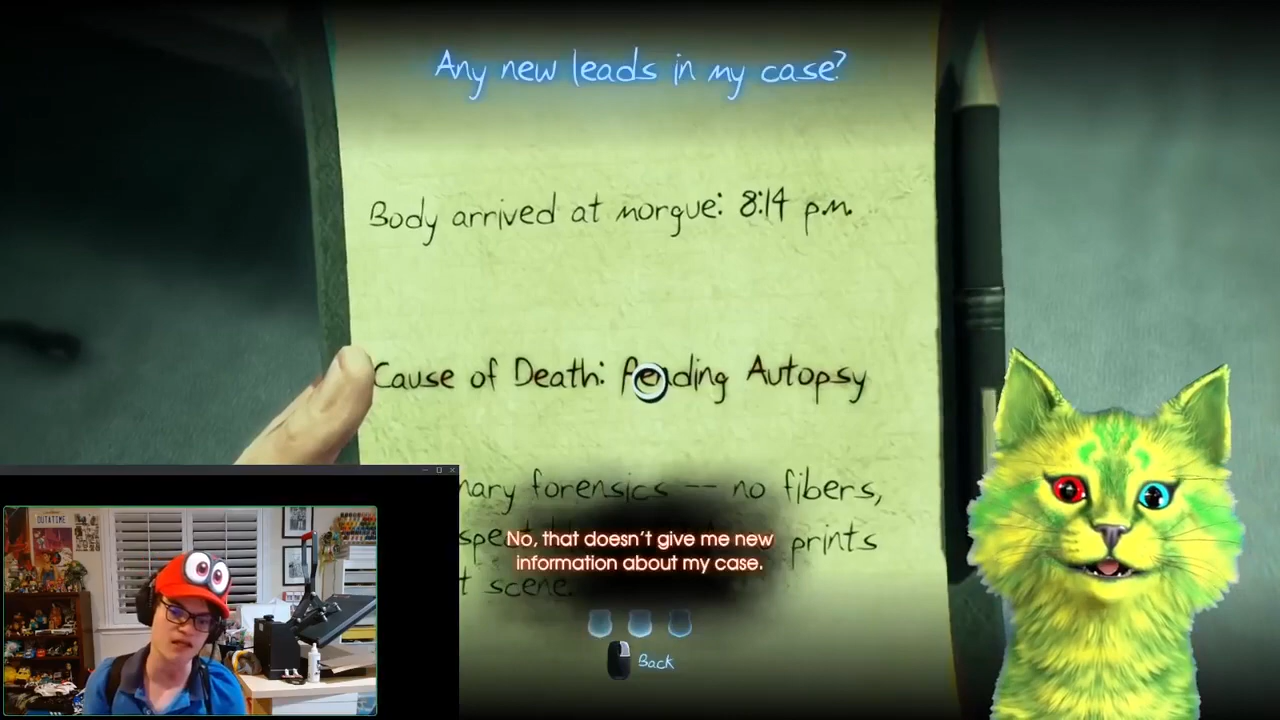 Any new leads in my case?
Body arrived at morgue: 8:14 p.m.
Cause of Death: Pending Autopsy
forensics -- no fibers,
No, that doesn't give me new
prints
information about my case.
scene.
Back
OUTATIME